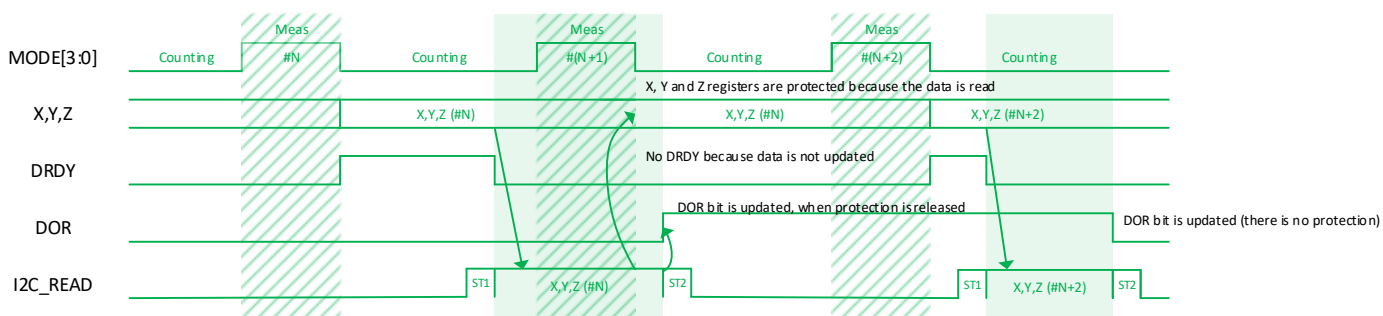 Meas
Meas
Meas
MODE[3:0]
Counting
#N
Counting
#(N+1)
Counting
#(N+2)
Counting
X, Y and Z registers are protected because the data is read
X,Y,Z
X,Y,Z (#N)
X,Y,Z (#N)
X,Y,Z (#N+2)
No DRDY because data is not updated
DRDY
DOR bit is updated, when protection is released
DOR
DOR bit is updated (there is no protection)
I2C_READ
ST1
X,Y,Z (#N)
ST2
ST1
X,Y,Z (#N+2)
ST2